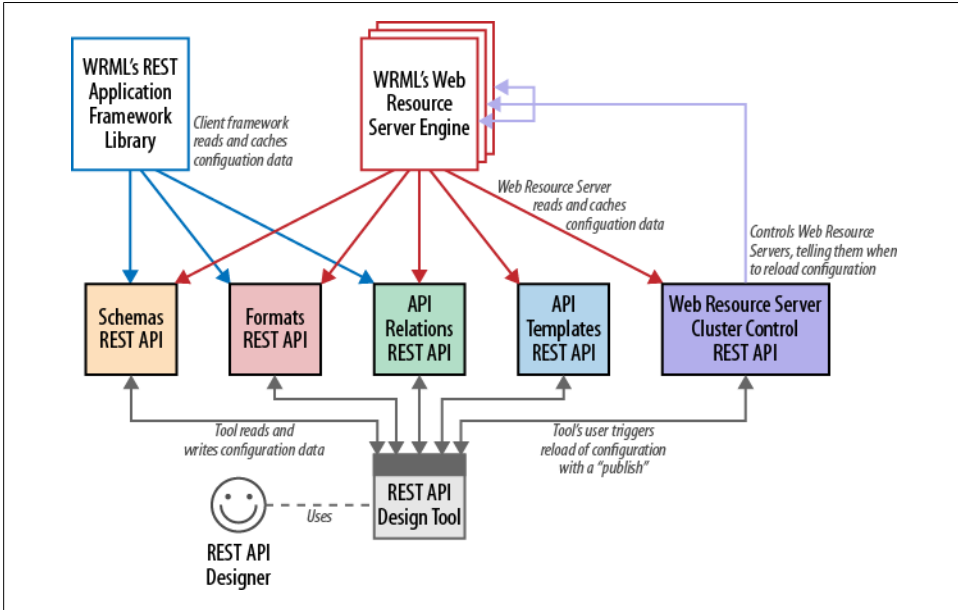 WRML's REST
Application
Framework
Library
WRML's Web
Resource
Server Engine
Client framework
reads and caches
configuation data
Web Resource Server
reads and caches
configuation data
Controls Web Resource
Servers, telling them when
to reload configuration
Schemas
REST API
Formats
REST API
API
Relations
REST API
API
Templates
REST API
Web Resource Server
Cluster Control
REST API
Tool reads and
writes configuration data
Tool's user triggers
reload of configuration
with a “publish”
REST API
Design Tool
Uses
REST API
Designer